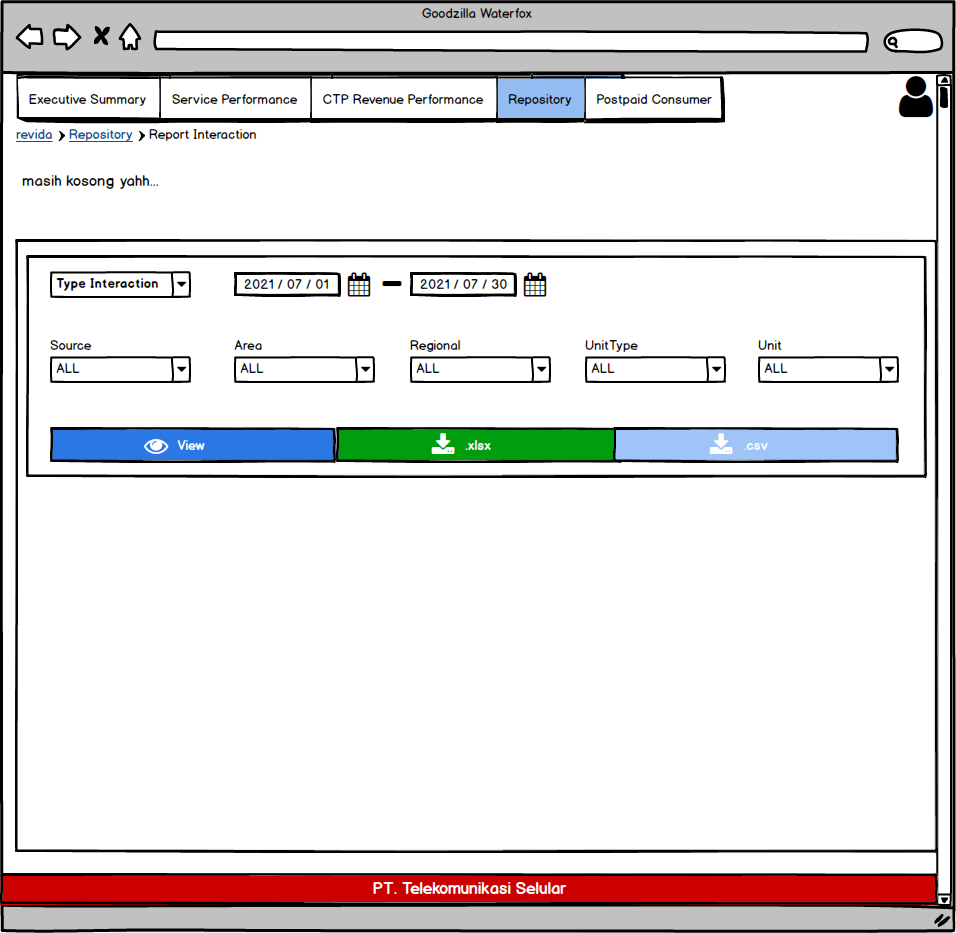 Goodzilla Waterfox
Executive Summary Service Performance CTP Revenue Performance Repository Postpaid Consumer
revida Repository Report Interaction
masih kosong yahh...
Type Interaction 2021 / 07 / 01 2021 / 07 / 30
Source Area Regional UnitType Unit
ALL ALL ALL ALL ALL
View .xlsx .csv
PT. Telekomunikasi Selular